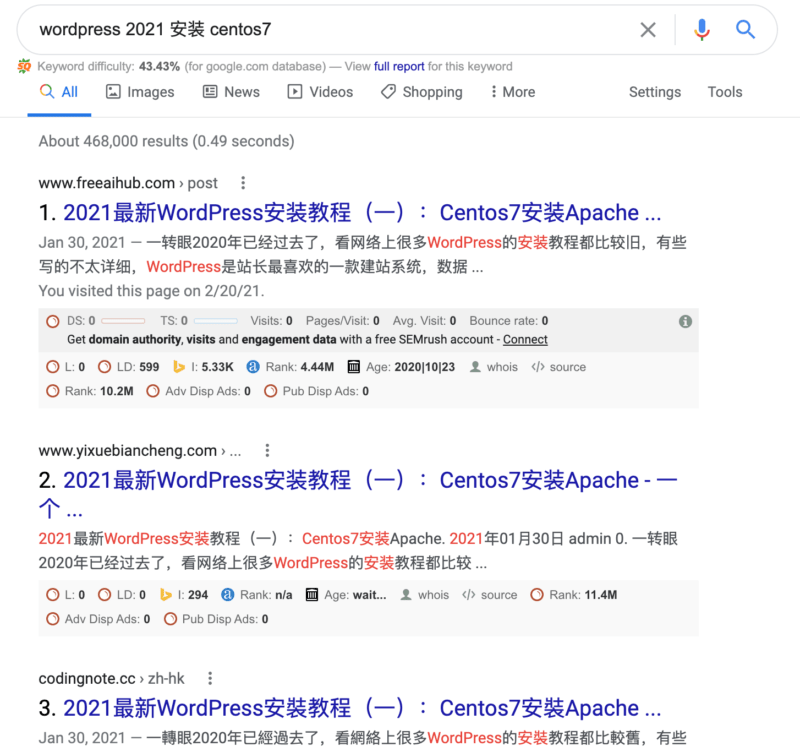 wordpress 2021 安装 centos7
Keyword difficulty: 43.43% (for google.com database) — View full report for this keyword
All Images News Videos Shopping More Settings Tools
About 468,000 results (0.49 seconds)
www.freeaihub.com › post
1. 2021最新WordPress安装教程（一）：Centos7安装Apache ...
Jan 30, 2021 — 一转眼2020年已经过去了，看网络上很多WordPress的安装教程都比较旧，有些
写的不太详细，WordPress是站长最喜欢的一款建站系统，数据 ...
You visited this page on 2/20/21.
DS: 0 TS: 0 Visits: 0 Pages/Visit: 0 Avg. Visit: 0 Bounce rate: 0
Get domain authority, visits and engagement data with a free SEMrush account - Connect
L: 0 LD: 599 I: 5.33K Rank: 4.44M Age: 2020|10|23 whois source
Rank: 10.2M Adv Disp Ads: 0 Pub Disp Ads: 0
www.yixuebiancheng.com › ...
2. 2021最新WordPress安装教程（一）：Centos7安装Apache - 一
个 ...
2021最新WordPress安装教程（一）：Centos7安装Apache. 2021年01月30日 admin 0. 一转眼
2020年已经过去了，看网络上很多WordPress的安装教程都比较 ...
L: 0 LD: 0 I: 294 Rank: n/a Age: wait... whois source Rank: 11.4M
Adv Disp Ads: 0 Pub Disp Ads: 0
codingnote.cc › zh-hk
3. 2021最新WordPress安裝教程（一）：Centos7安裝Apache ...
Jan 30, 2021 — 一轉眼2020年已經過去了，看網絡上很多WordPress的安裝教程都比較舊，有些